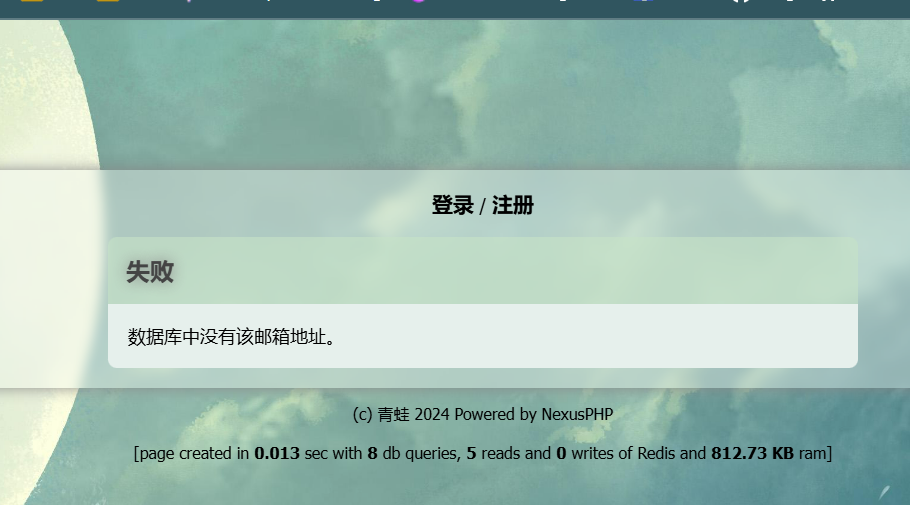 登录 / 注册
失败
数据库中没有该邮箱地址。
(c) 青蛙 2024 Powered by NexusPHP
[page created in 0.013 sec with 8 db queries, 5 reads and 0 writes of Redis and 812.73 KB ram]